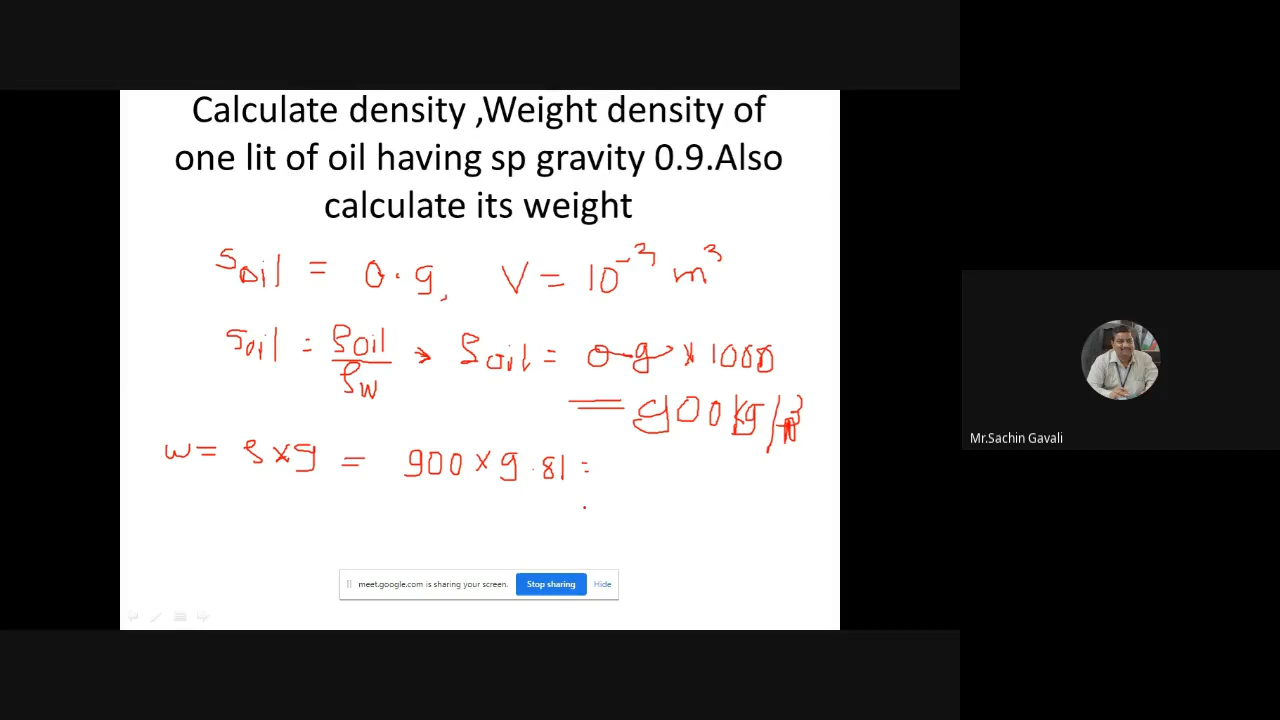 Calculate density ,Weight density of
one lit of oil having sp gravity 0.9.Also
calculate its weight
Soil = 0.9, V = 10⁻³ m³
Soil = ρoil / ρw → ρoil = 0.9 x 1000
= 900 kg/m³
w = ρ x g = 900 x 9.81 =
meet.google.com is sharing your screen. Stop sharing Hide
Mr.Sachin Gavali